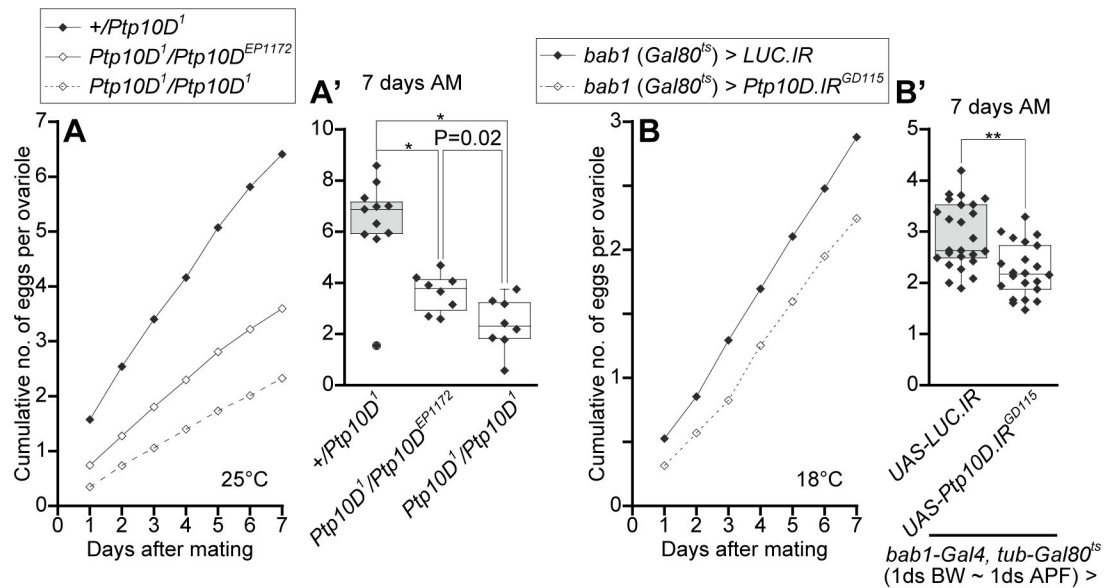 +/Ptp10D¹
Ptp10D¹/Ptp10Dᴱᴾ¹¹⁷²
Ptp10D¹/Ptp10D¹
A
7
6
5
4
3
2
1
0
Cumulative no. of eggs per ovariole
25°C
0 1 2 3 4 5 6 7
Days after mating
A'
7 days AM
*
* P=0.02
10
8
6
4
2
0
+/Ptp10D¹
Ptp10D¹/Ptp10Dᴱᴾ¹¹⁷²
Ptp10D¹/Ptp10D¹
bab1 (Gal80ᵗˢ) > LUC.IR
bab1 (Gal80ᵗˢ) > Ptp10D.IRᴳᴰ¹¹⁵
B
3
2
1
0
Cumulative no. of eggs per ovariole
18°C
0 1 2 3 4 5 6 7
Days after mating
B'
7 days AM
**
5
4
3
2
1
0
UAS-LUC.IR
UAS-Ptp10D.IRᴳᴰ¹¹⁵
bab1-Gal4, tub-Gal80ᵗˢ
(1ds BW ~ 1ds APF) >